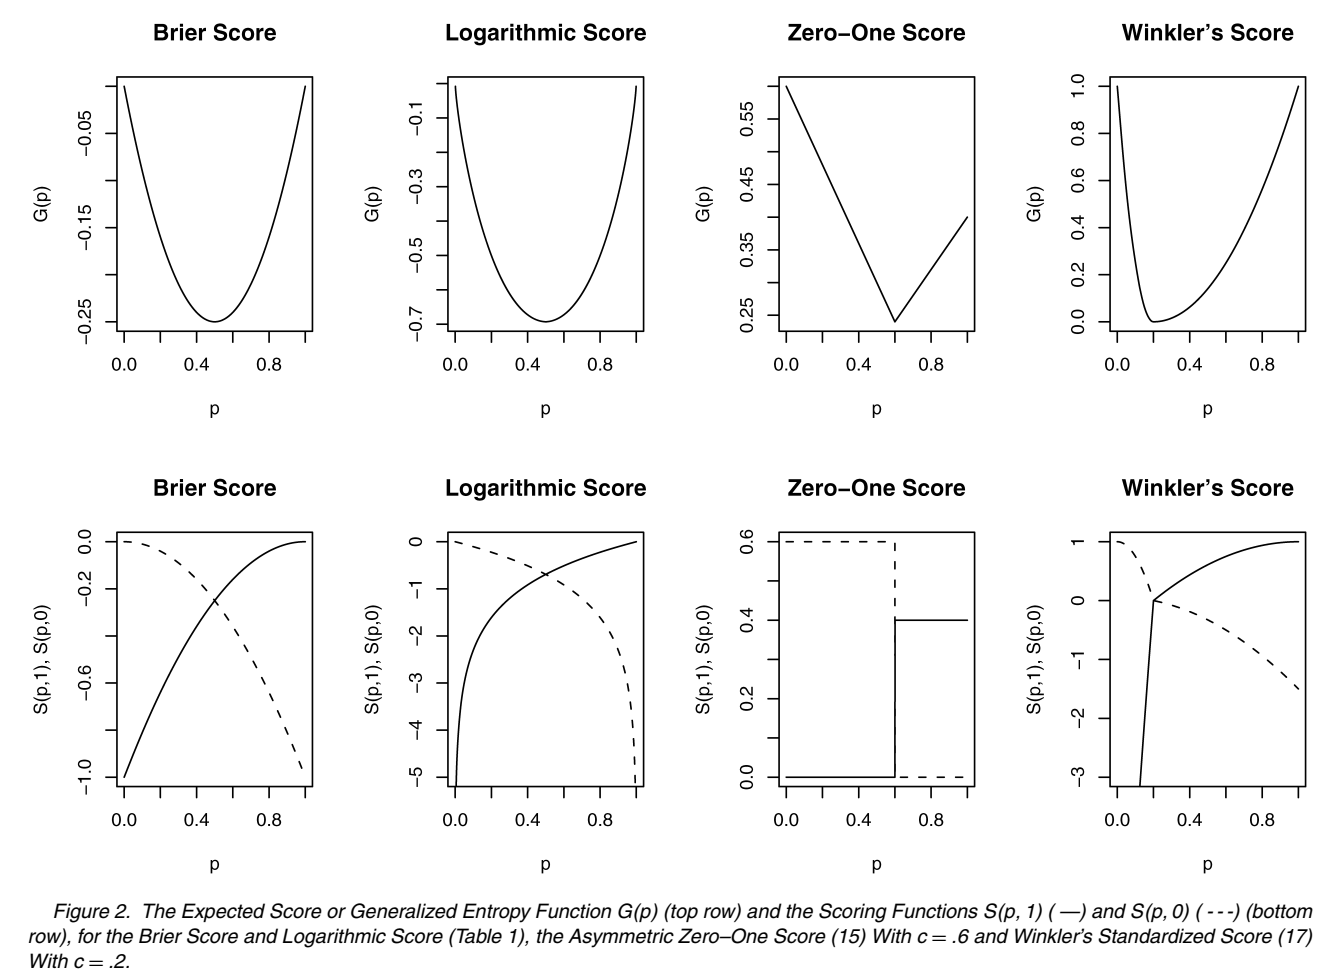 Brier Score
Logarithmic Score
Zero−One Score
Winkler's Score
G(p)
−0.05
−0.15
−0.25
0.0 0.4 0.8
p
G(p)
−0.1
−0.3
−0.5
−0.7
0.0 0.4 0.8
p
G(p)
0.55
0.45
0.35
0.25
0.0 0.4 0.8
p
G(p)
1.0
0.8
0.6
0.4
0.2
0.0
0.0 0.4 0.8
p
Brier Score
Logarithmic Score
Zero−One Score
Winkler's Score
S(p,1), S(p,0)
0.0
−0.2
−0.6
−1.0
0.0 0.4 0.8
p
S(p,1), S(p,0)
0
−1
−2
−3
−4
−5
0.0 0.4 0.8
p
S(p,1), S(p,0)
0.6
0.4
0.2
0.0
0.0 0.4 0.8
p
S(p,1), S(p,0)
1
0
−1
−2
−3
0.0 0.4 0.8
p
Figure 2. The Expected Score or Generalized Entropy Function G(p) (top row) and the Scoring Functions S(p, 1) ( —) and S(p, 0) ( - - -) (bottom
row), for the Brier Score and Logarithmic Score (Table 1), the Asymmetric Zero–One Score (15) With c = .6 and Winkler's Standardized Score (17)
With c = .2.